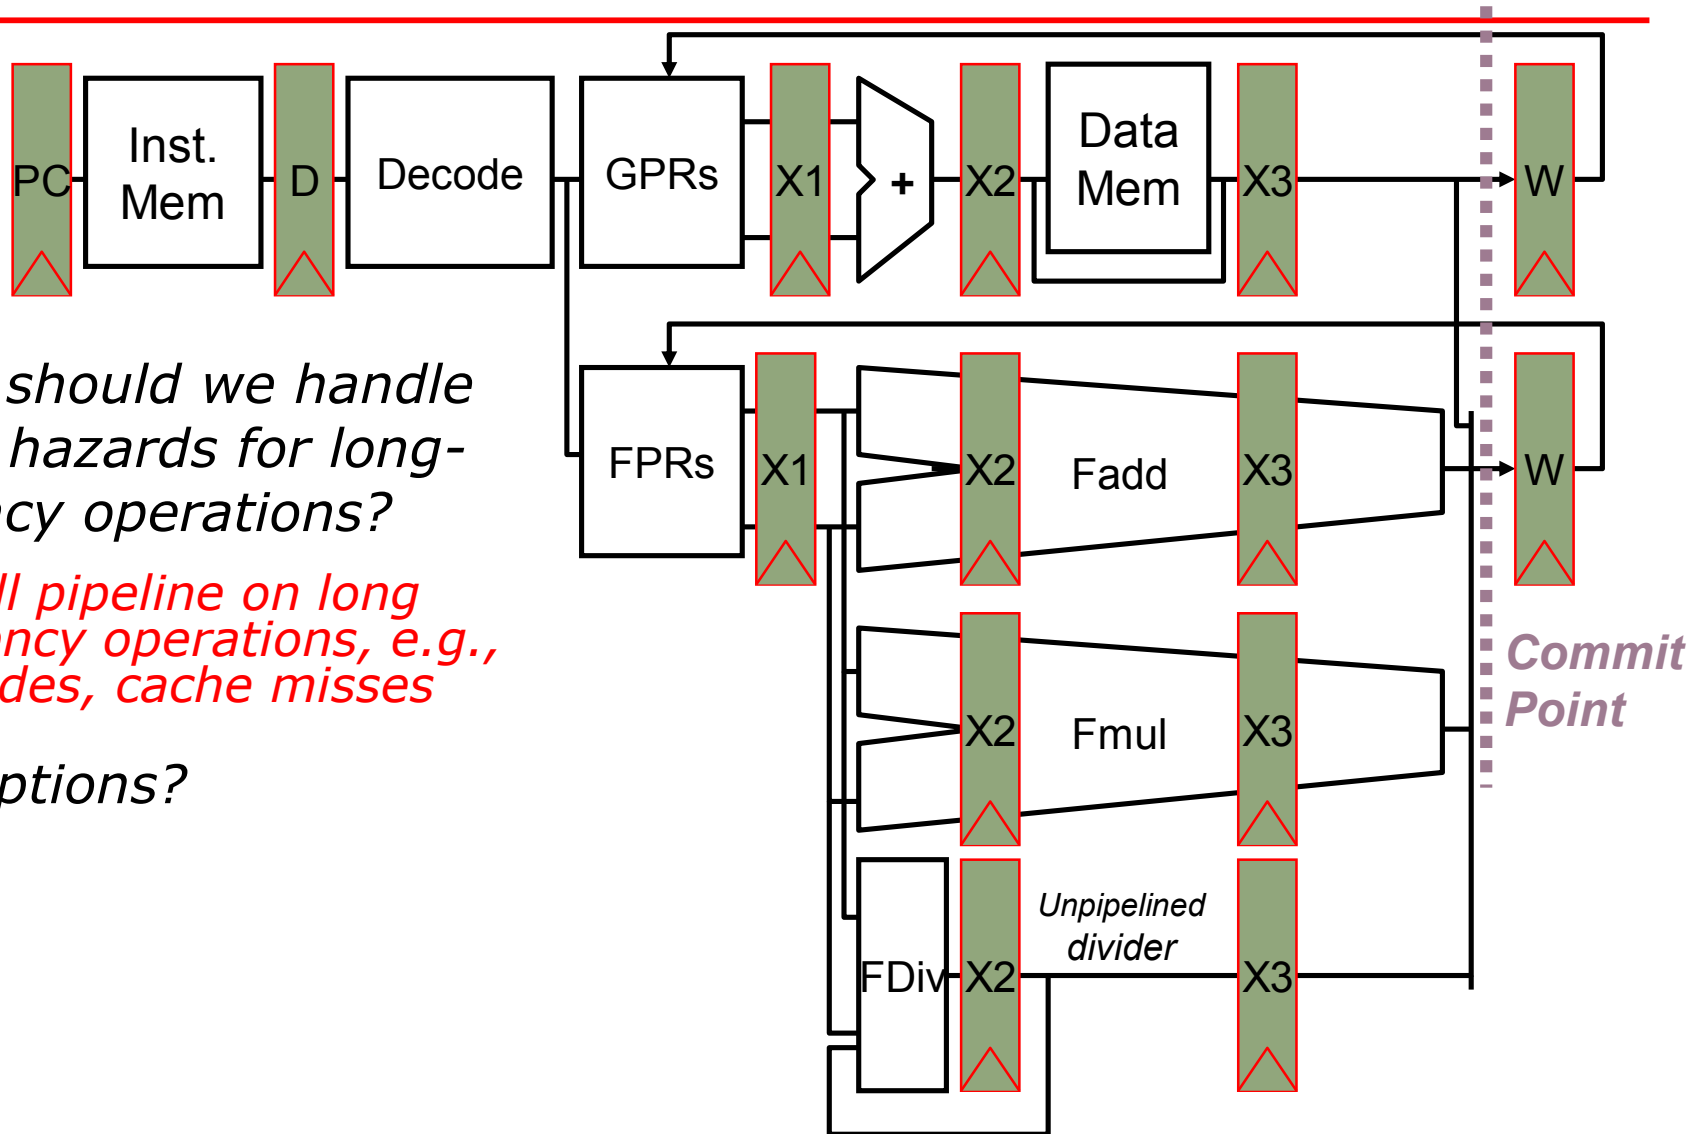 PC
Inst.
Mem
D
Decode
GPRs
X1
+
X2
Data
Mem
X3
W
should we handle
hazards for long-
ncy operations?
ll pipeline on long
ency operations, e.g.,
des, cache misses
ptions?
FPRs
X1
X2
Fadd
X3
W
X2
Fmul
X3
Commit
Point
FDiv
X2
Unpipelined
divider
X3